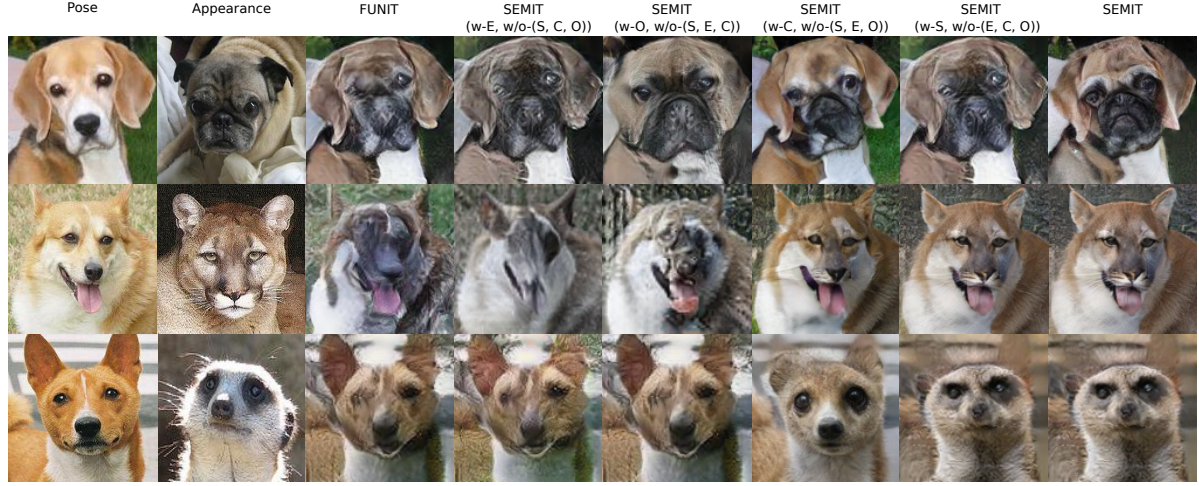 Pose
Appearance
FUNIT
SEMIT
(w-E, w/o-(S, C, O))
SEMIT
(w-O, w/o-(S, E, C))
SEMIT
(w-C, w/o-(S, E, O))
SEMIT
(w-S, w/o-(E, C, O))
SEMIT